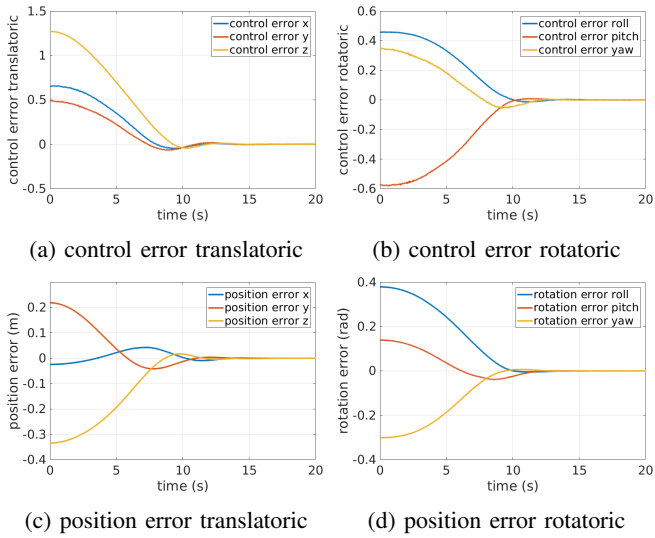 control error x
control error y
control error z
control errror translatoric
1.5
1
0.5
0
-0.5
0 5 10 15 20
time (s)
(a) control error translatoric
control error roll
control error pitch
control error yaw
control errror rotatoric
0.6
0.4
0.2
0
-0.2
-0.4
-0.6
0 5 10 15 20
time (s)
(b) control error rotatoric
position error x
position error y
position error z
position error (m)
0.2
0.1
0
-0.1
-0.2
-0.3
-0.4
0 5 10 15 20
time (s)
(c) position error translatoric
rotation error roll
rotation error pitch
rotation error yaw
rotation error (rad)
0.4
0.2
0
-0.2
-0.4
0 5 10 15 20
time (s)
(d) position error rotatoric